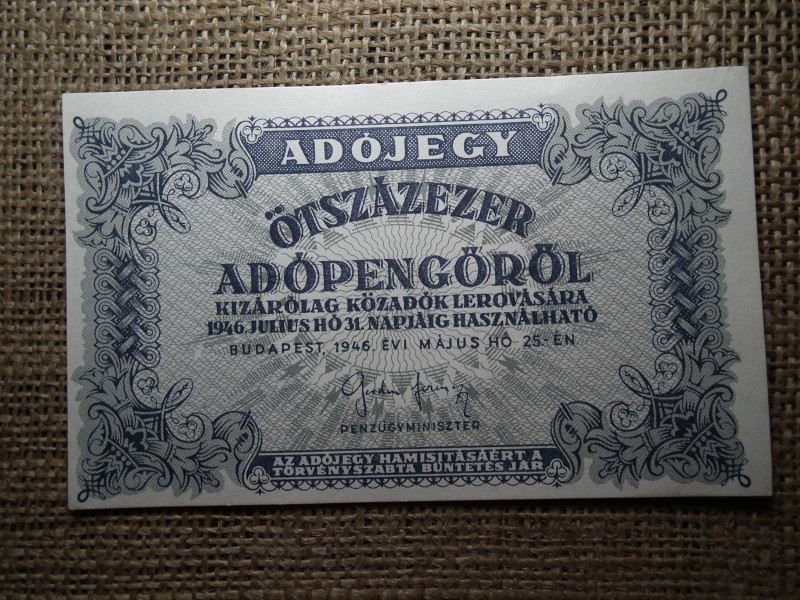 ADÓJEGY
ÖTSZÁZEZER
ADÓPENGŐRŐL
KIZÁRÓLAG KÖZADÓK LEROVÁSÁRA
1946. JULIUS HÓ 31. NAPJÁIG HASZNÁLHATÓ
BUDAPEST, 1946. ÉVI MÁJUS HÓ 25.-ÉN
PÉNZÜGYMINISZTER
AZ ADÓJEGY HAMISITÁSÁÉRT A
TÖRVÉNYSZABTA BÜNTETÉS JÁR